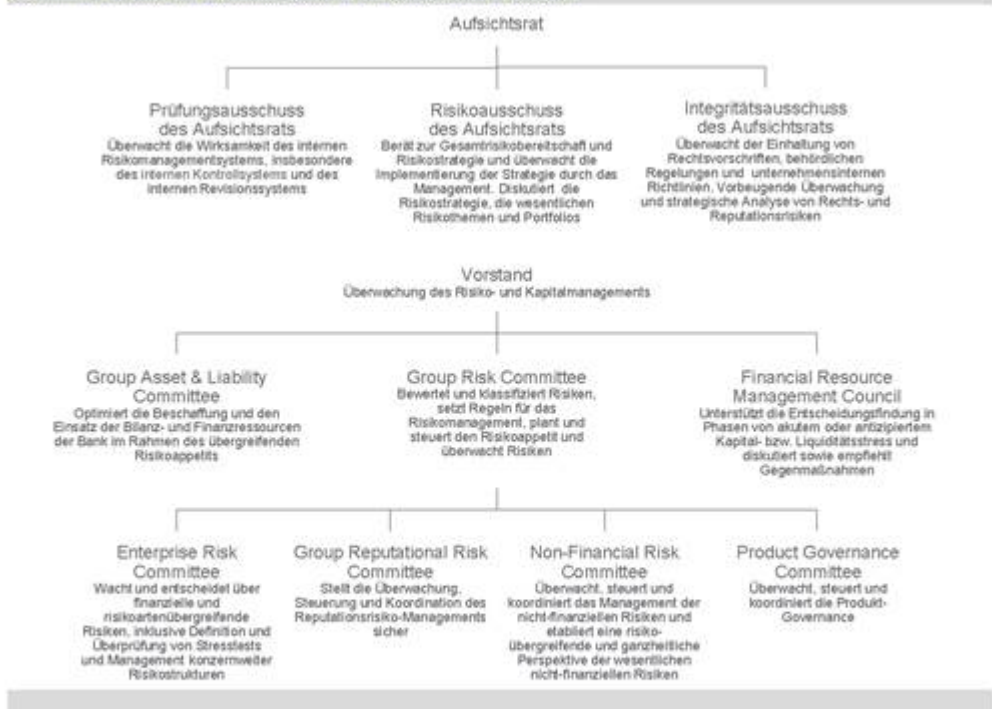 Aufsichtsrat
Prüfungsausschuss
des Aufsichtsrats
Überwacht die Wirksamkeit des internen
Risikomanagementsystems, insbesondere
des internen Kontrollsystems und des
internen Revisionssystems
Risikoausschuss
des Aufsichtsrats
Berät zur Gesamtrisikobereitschaft und
Risikostrategie und überwacht die
Implementierung der Strategie durch das
Management. Diskutiert die
Risikostrategie, die wesentlichen
Risikothemen und Portfolios
Integritätsausschuss
des Aufsichtsrats
Überwacht der Einhaltung von
Rechtsvorschriften, behördlichen
Regelungen und unternehmensinternen
Richtlinien. Vorbeugende Überwachung
und strategische Analyse von Rechts- und
Reputationsrisiken
Vorstand
Überwachung des Risiko- und Kapitalmanagements
Group Asset & Liability
Committee
Optimiert die Beschaffung und den
Einsatz der Bilanz- und Finanzressourcen
der Bank im Rahmen des übergreifenden
Risikoappetits
Group Risk Committee
Bewertet und klassifiziert Risiken,
setzt Regeln für das
Risikomanagement, plant und
steuert den Risikoappetit und
überwacht Risiken
Financial Resource
Management Council
Unterstützt die Entscheidungsfindung in
Phasen von akutem oder antizipiertem
Kapital- bzw. Liquiditätsstress und
diskutiert sowie empfiehlt
Gegenmaßnahmen
Enterprise Risk
Committee
Wacht und entscheidet über
finanzielle und
risikoartenübergreifende
Risiken, inklusive Definition und
Überprüfung von Stresstests
und Management konzernweiter
Risikostrukturen
Group Reputational Risk
Committee
Stellt die Überwachung,
Steuerung und Koordination des
Reputationsrisiko-Managements
sicher
Non-Financial Risk
Committee
Überwacht, steuert und
koordiniert das Management der
nicht-finanziellen Risiken und
etabliert eine risiko-
übergreifende und ganzheitliche
Perspektive der wesentlichen
nicht-finanziellen Risiken
Product Governance
Committee
Überwacht, steuert und
koordiniert die Produkt-
Governance